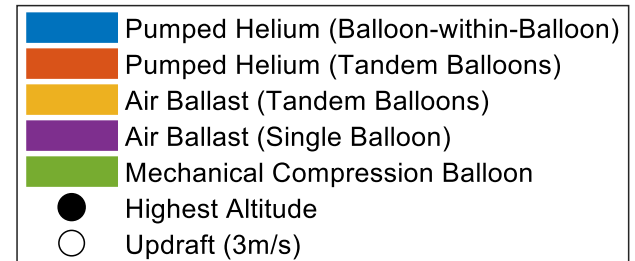 Pumped Helium (Balloon-within-Balloon)
Pumped Helium (Tandem Balloons)
Air Ballast (Tandem Balloons)
Air Ballast (Single Balloon)
Mechanical Compression Balloon
Highest Altitude
Updraft (3m/s)